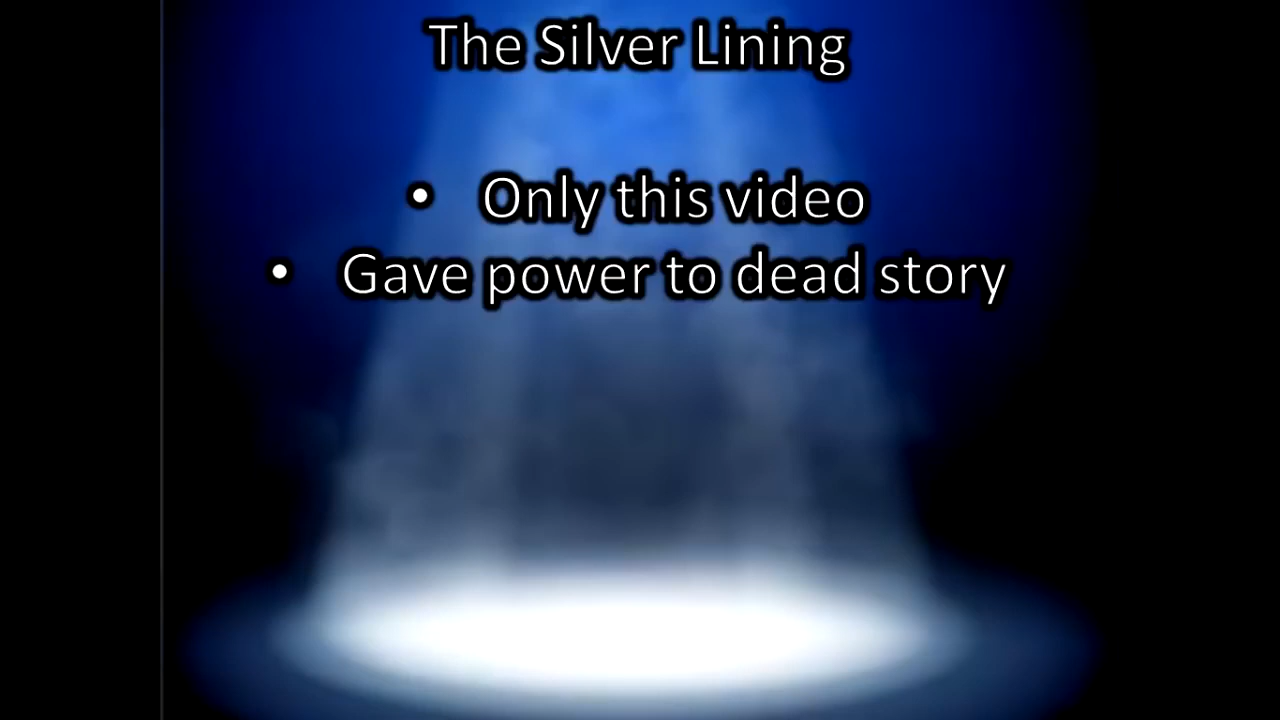 The Silver Lining
• Only this video
• Gave power to dead story